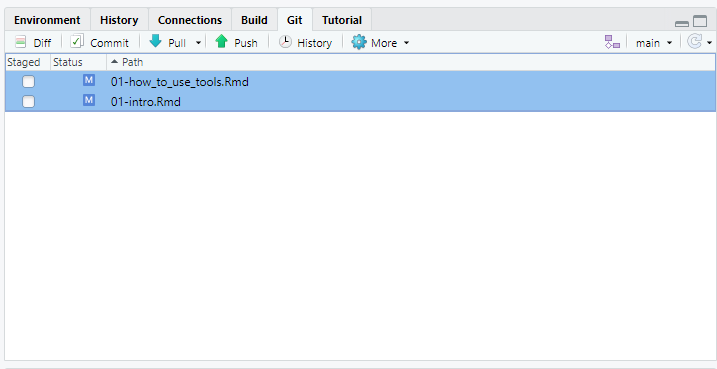 Environment History Connections Build Git Tutorial
Diff Commit Pull Push History More main
Staged Status Path
M 01-how_to_use_tools.Rmd
M 01-intro.Rmd